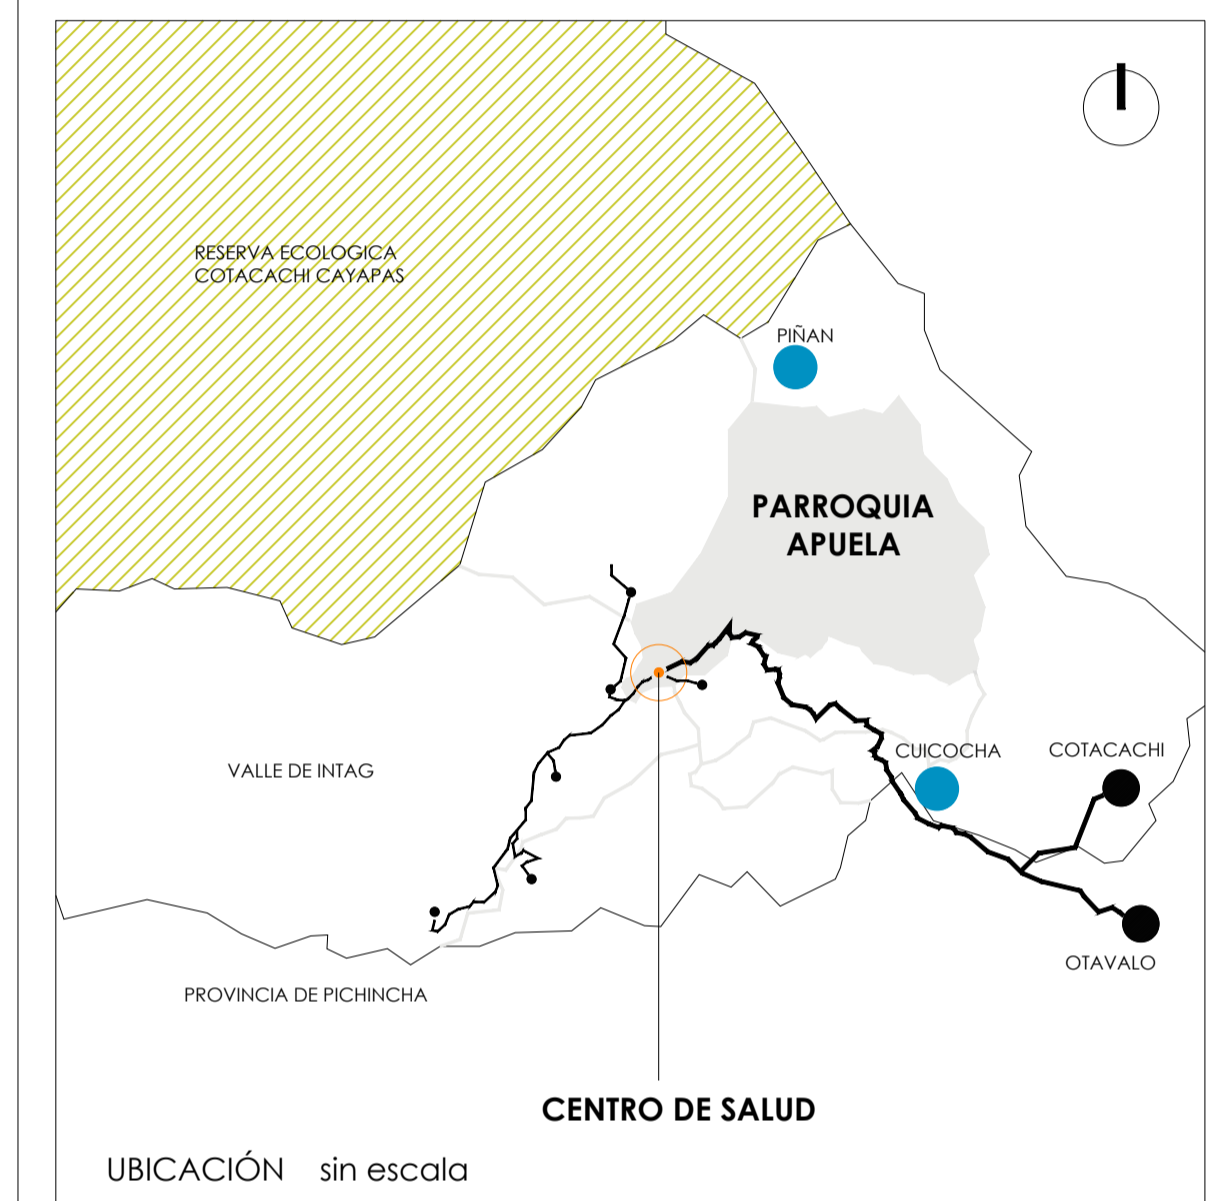 RESERVA ECOLOGICA
COTACACHI CAYAPAS
PIÑAN
PARROQUIA
APUELA
CUICOCHA
COTACACHI
VALLE DE INTAG
OTAVALO
PROVINCIA DE PICHINCHA
CENTRO DE SALUD
UBICACIÓN sin escala